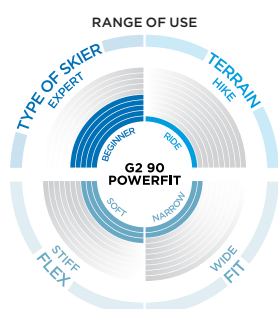 RANGE OF USE
TYPE OF SKIER
EXPERT
BEGINNER
TERRAIN
HIKE
RIDE
G2 90
POWERFIT
SOFT
STIFF
FLEX
NARROW
WIDE
FIT